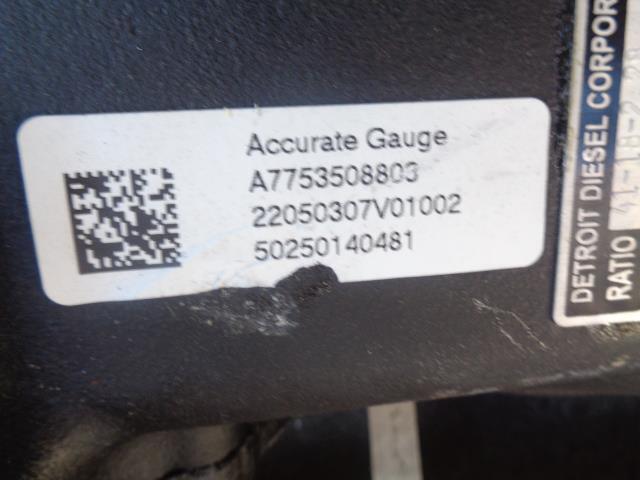 Accurate Gauge
A7753508803
22050307V01002
50250140481
DETROIT DIESEL CORPOR
RATIO